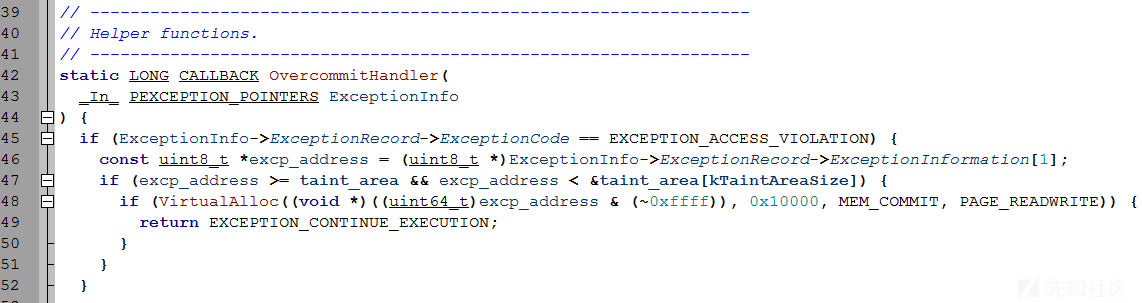 39 // ------------------------------------------------------------------
40 // Helper functions.
41 // ------------------------------------------------------------------
42 static LONG CALLBACK OvercommitHandler(
43   _In_ PEXCEPTION_POINTERS ExceptionInfo
44 ) {
45   if (ExceptionInfo->ExceptionRecord->ExceptionCode == EXCEPTION_ACCESS_VIOLATION) {
46     const uint8_t *excp_address = (uint8_t *)ExceptionInfo->ExceptionRecord->ExceptionInformation[1];
47     if (excp_address >= taint_area && excp_address < &taint_area[kTaintAreaSize]) {
48       if (VirtualAlloc((void *)((uint64_t)excp_address & (~0xffff)), 0x10000, MEM_COMMIT, PAGE_READWRITE)) {
49         return EXCEPTION_CONTINUE_EXECUTION;
50       }
51     }
52   }
先知社区